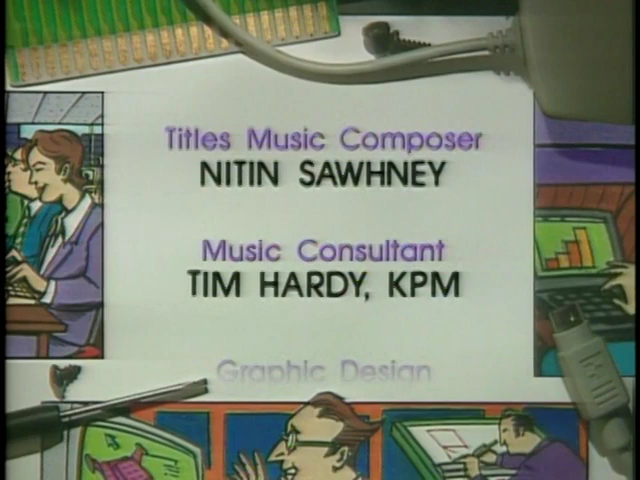 Titles Music Composer
NITIN SAWHNEY
Music Consultant
TIM HARDY, KPM
Graphic Design